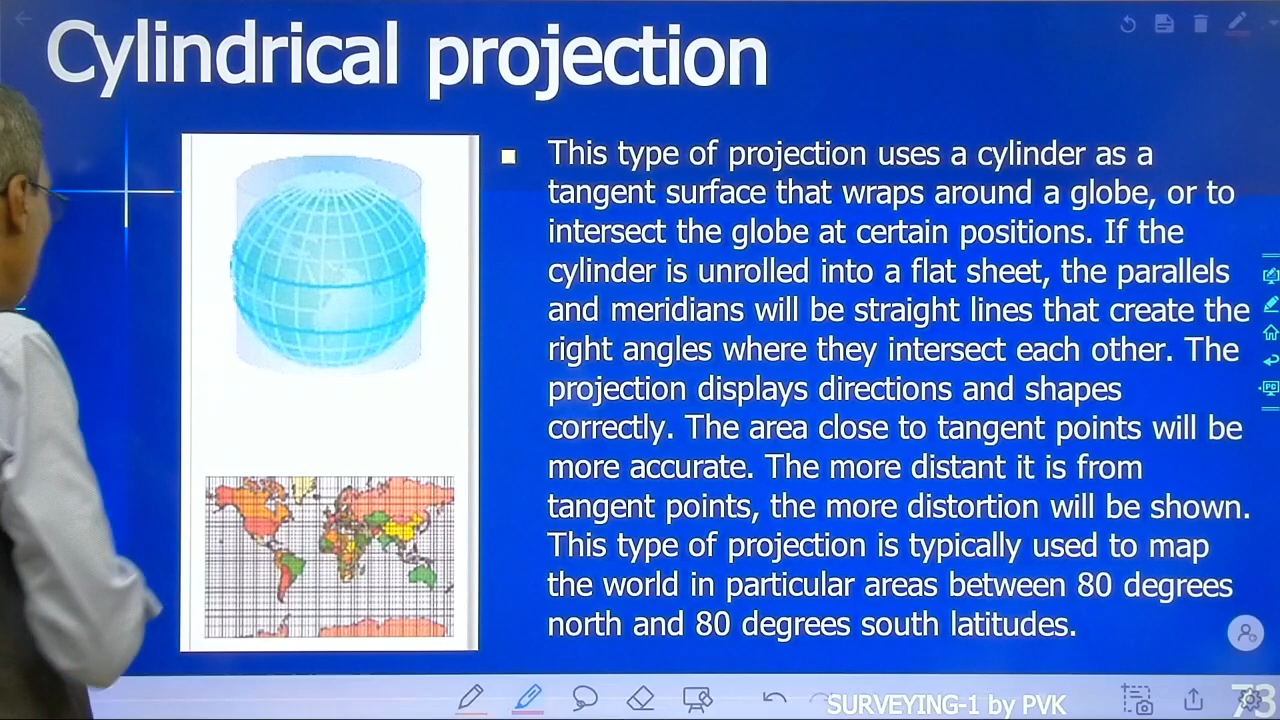 Cylindrical projection
This type of projection uses a cylinder as a
tangent surface that wraps around a globe, or to
intersect the globe at certain positions. If the
cylinder is unrolled into a flat sheet, the parallels
and meridians will be straight lines that create the
right angles where they intersect each other. The
projection displays directions and shapes
correctly. The area close to tangent points will be
more accurate. The more distant it is from
tangent points, the more distortion will be shown.
This type of projection is typically used to map
the world in particular areas between 80 degrees
north and 80 degrees south latitudes.
PC
SURVEYING-1 by PVK
73